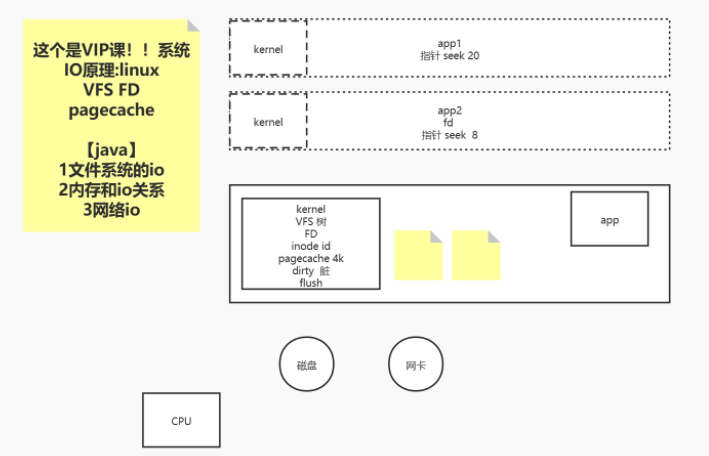 这个是VIP课！！系统
IO原理:linux
VFS FD
pagecache
【java】
1文件系统的io
2内存和io关系
3网络io
kernel
app1
指针 seek 20
kernel
app2
fd
指针 seek 8
kernel
VFS 树
FD
inode id
pagecache 4k
dirty 脏
flush
app
磁盘
网卡
CPU